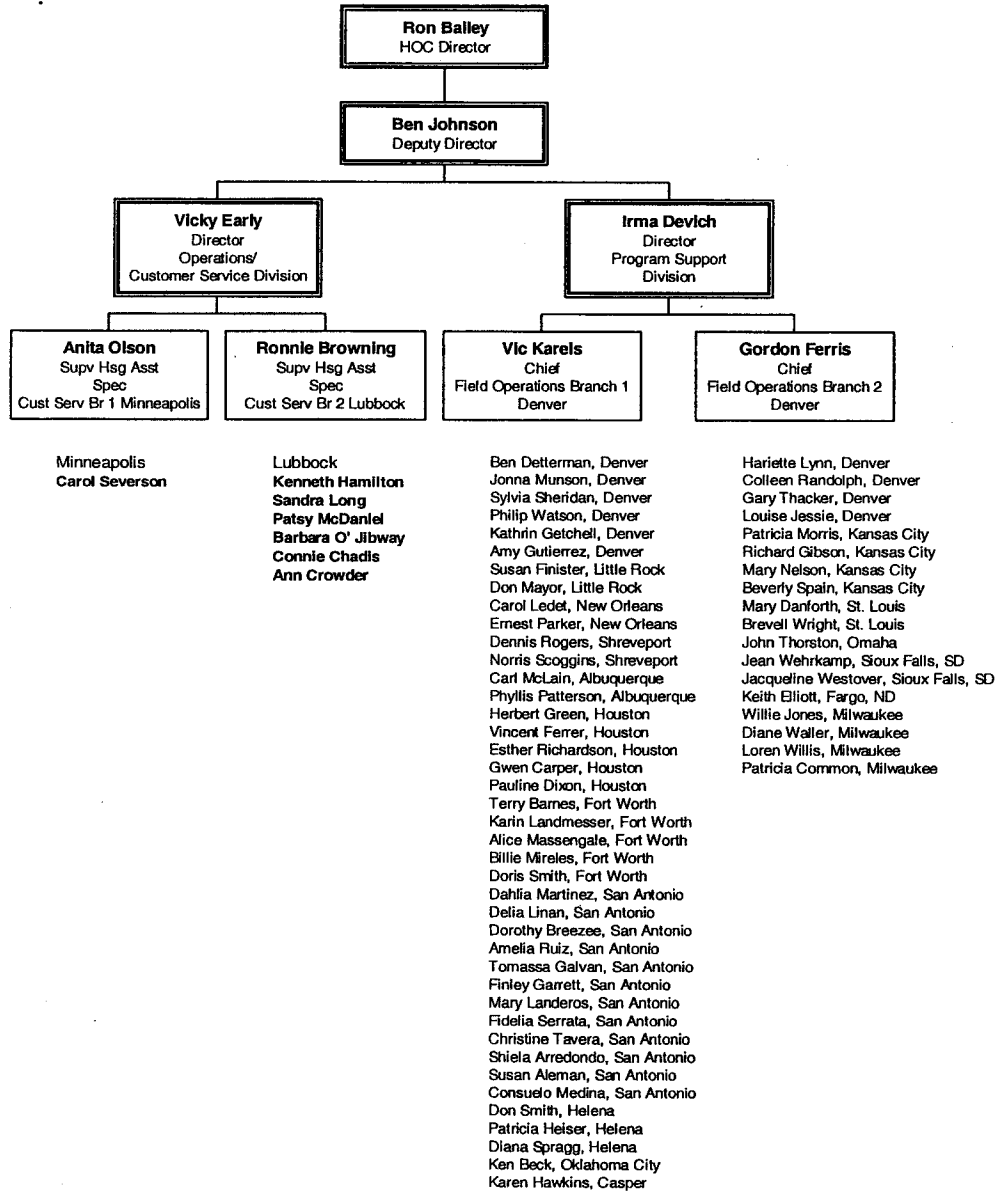 Ron Bailey
HOC Director
Ben Johnson
Deputy Director
Vicky Early
Director
Operations/
Customer Service Division
Irma Devich
Director
Program Support
Division
Anita Olson
Supv Hsg Asst
Spec
Cust Serv Br 1 Minneapolis
Ronnie Browning
Supv Hsg Asst
Spec
Cust Serv Br 2 Lubbock
Vic Karels
Chief
Field Operations Branch 1
Denver
Gordon Ferris
Chief
Field Operations Branch 2
Denver
Minneapolis
Carol Severson
Lubbock
Kenneth Hamilton
Sandra Long
Patsy McDaniel
Barbara O' Jibway
Connie Chadis
Ann Crowder
Ben Detterman, Denver
Jonna Munson, Denver
Sylvia Sheridan, Denver
Philip Watson, Denver
Kathrin Getchell, Denver
Amy Gutierrez, Denver
Susan Finister, Little Rock
Don Mayor, Little Rock
Carol Ledet, New Orleans
Ernest Parker, New Orleans
Dennis Rogers, Shreveport
Norris Scoggins, Shreveport
Carl McLain, Albuquerque
Phyllis Patterson, Albuquerque
Herbert Green, Houston
Vincent Ferrer, Houston
Esther Richardson, Houston
Gwen Carper, Houston
Pauline Dixon, Houston
Terry Barnes, Fort Worth
Karin Landmesser, Fort Worth
Alice Massengale, Fort Worth
Billie Mireles, Fort Worth
Doris Smith, Fort Worth
Dahlia Martinez, San Antonio
Delia Linan, San Antonio
Dorothy Breezee, San Antonio
Amelia Ruiz, San Antonio
Tomassa Galvan, San Antonio
Finley Garrett, San Antonio
Mary Landeros, San Antonio
Fidelia Serrata, San Antonio
Christine Tavera, San Antonio
Shiela Arredondo, San Antonio
Susan Aleman, San Antonio
Consuelo Medina, San Antonio
Don Smith, Helena
Patricia Heiser, Helena
Diana Spragg, Helena
Ken Beck, Oklahoma City
Karen Hawkins, Casper
Hariette Lynn, Denver
Colleen Randolph, Denver
Gary Thacker, Denver
Louise Jessie, Denver
Patricia Morris, Kansas City
Richard Gibson, Kansas City
Mary Nelson, Kansas City
Beverly Spain, Kansas City
Mary Danforth, St. Louis
Brevell Wright, St. Louis
John Thorston, Omaha
Jean Wehrkamp, Sioux Falls, SD
Jacqueline Westover, Sioux Falls, SD
Keith Elliott, Fargo, ND
Willie Jones, Milwaukee
Diane Waller, Milwaukee
Loren Willis, Milwaukee
Patricia Common, Milwaukee